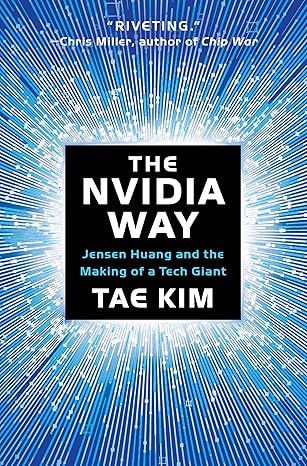 “RIVETING.”
—Chris Miller, author of Chip War
THE
NVIDIA
WAY
Jensen Huang and the
Making of a Tech Giant
TAE KIM